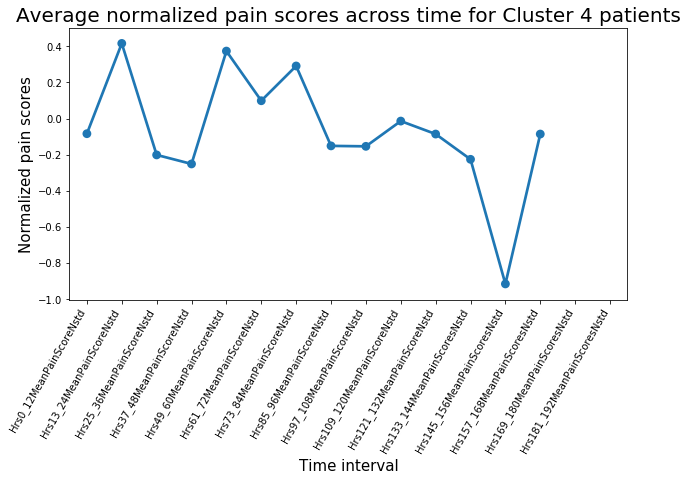 Average normalized pain scores across time for Cluster 4 patients
Normalized pain scores
0.4
0.2
0.0
−0.2
−0.4
−0.6
−0.8
−1.0
Hrs0_12MeanPainScoreNstd
Hrs13_24MeanPainScoreNstd
Hrs25_36MeanPainScoreNstd
Hrs37_48MeanPainScoreNstd
Hrs49_60MeanPainScoreNstd
Hrs61_72MeanPainScoreNstd
Hrs73_84MeanPainScoreNstd
Hrs85_96MeanPainScoreNstd
Hrs97_108MeanPainScoreNstd
Hrs109_120MeanPainScoreNstd
Hrs121_132MeanPainScoreNstd
Hrs133_144MeanPainScoresNstd
Hrs145_156MeanPainScoresNstd
Hrs157_168MeanPainScoresNstd
Hrs169_180MeanPainScoresNstd
Hrs181_192MeanPainScoresNstd
Time interval